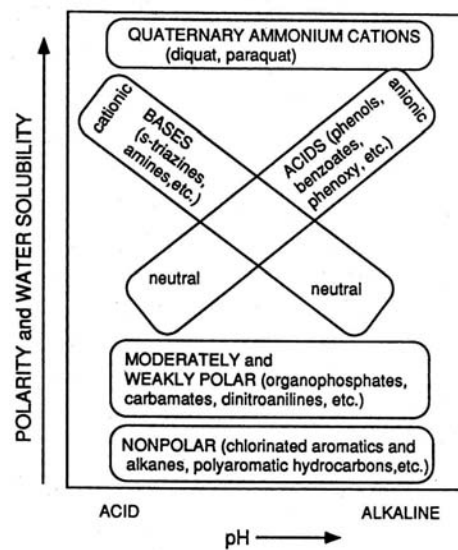 QUATERNARY AMMONIUM CATIONS
(diquat, paraquat)
cationic
BASES
(s-triazines,
amines,etc.)
anionic
ACIDS (phenols,
benzoates,
phenoxy, etc.)
neutral
neutral
MODERATELY and
WEAKLY POLAR (organophosphates,
carbamates, dinitroanilines, etc.)
NONPOLAR (chlorinated aromatics and
alkanes, polyaromatic hydrocarbons,etc.)
POLARITY and WATER SOLUBILITY
ACID
ALKALINE
pH